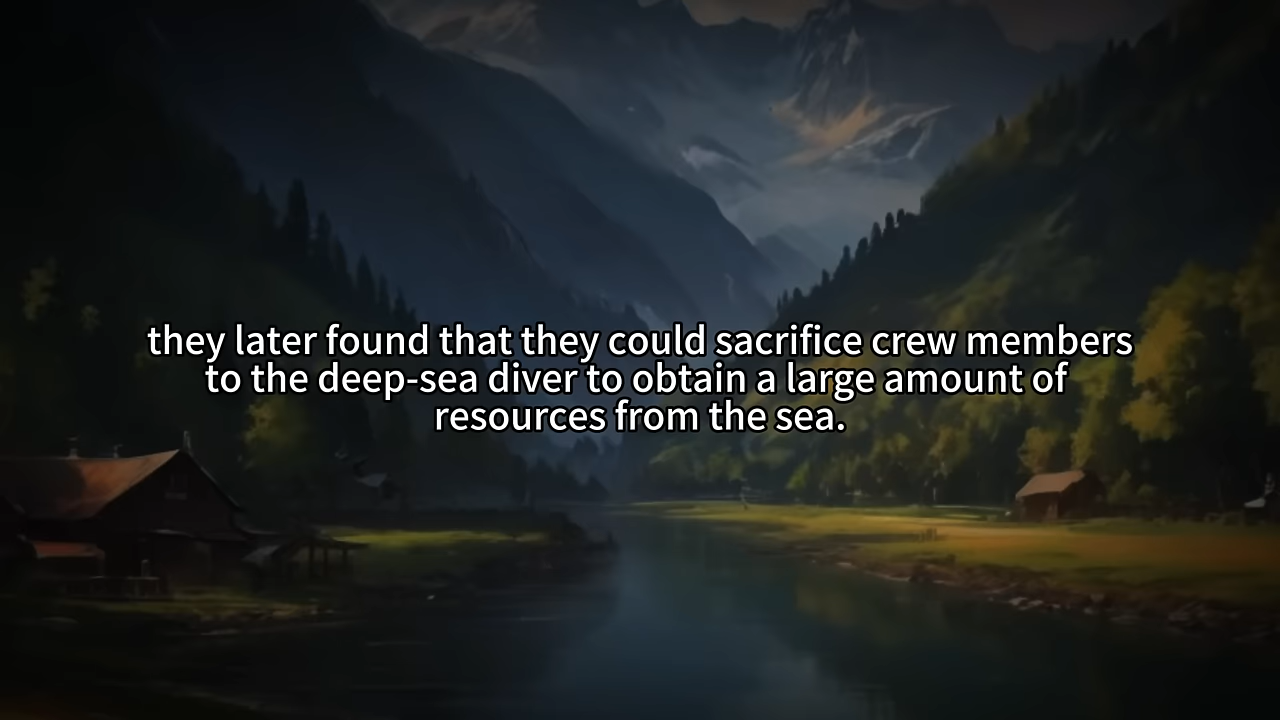 they later found that they could sacrifice crew members
to the deep-sea diver to obtain a large amount of
resources from the sea.